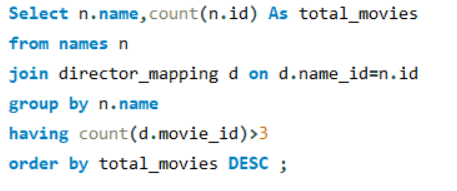 Select n.name,count(n.id) As total_movies
from names n
join director_mapping d on d.name_id=n.id
group by n.name
having count(d.movie_id)>3
order by total_movies DESC ;